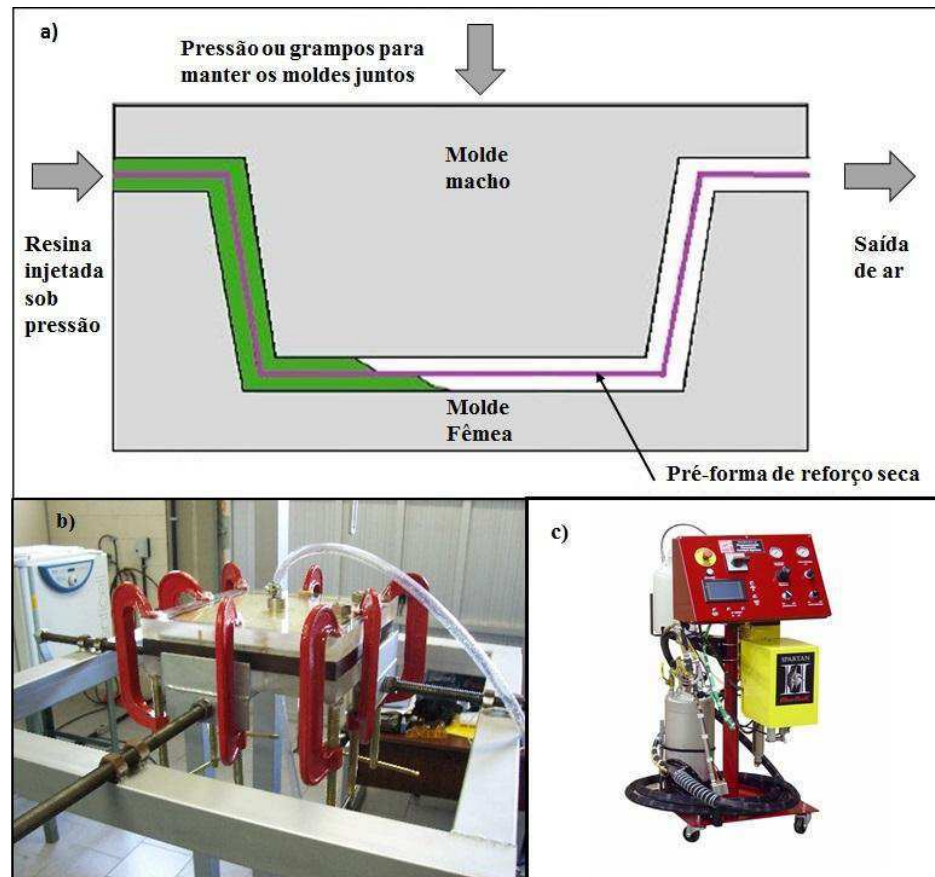 a)
Pressão ou grampos para
manter os moldes juntos
Molde
macho
Resina
injetada
sob
pressão
Saída
de ar
Molde
Fêmea
Pré-forma de reforço seca
b)
c)
SPARTAN
II